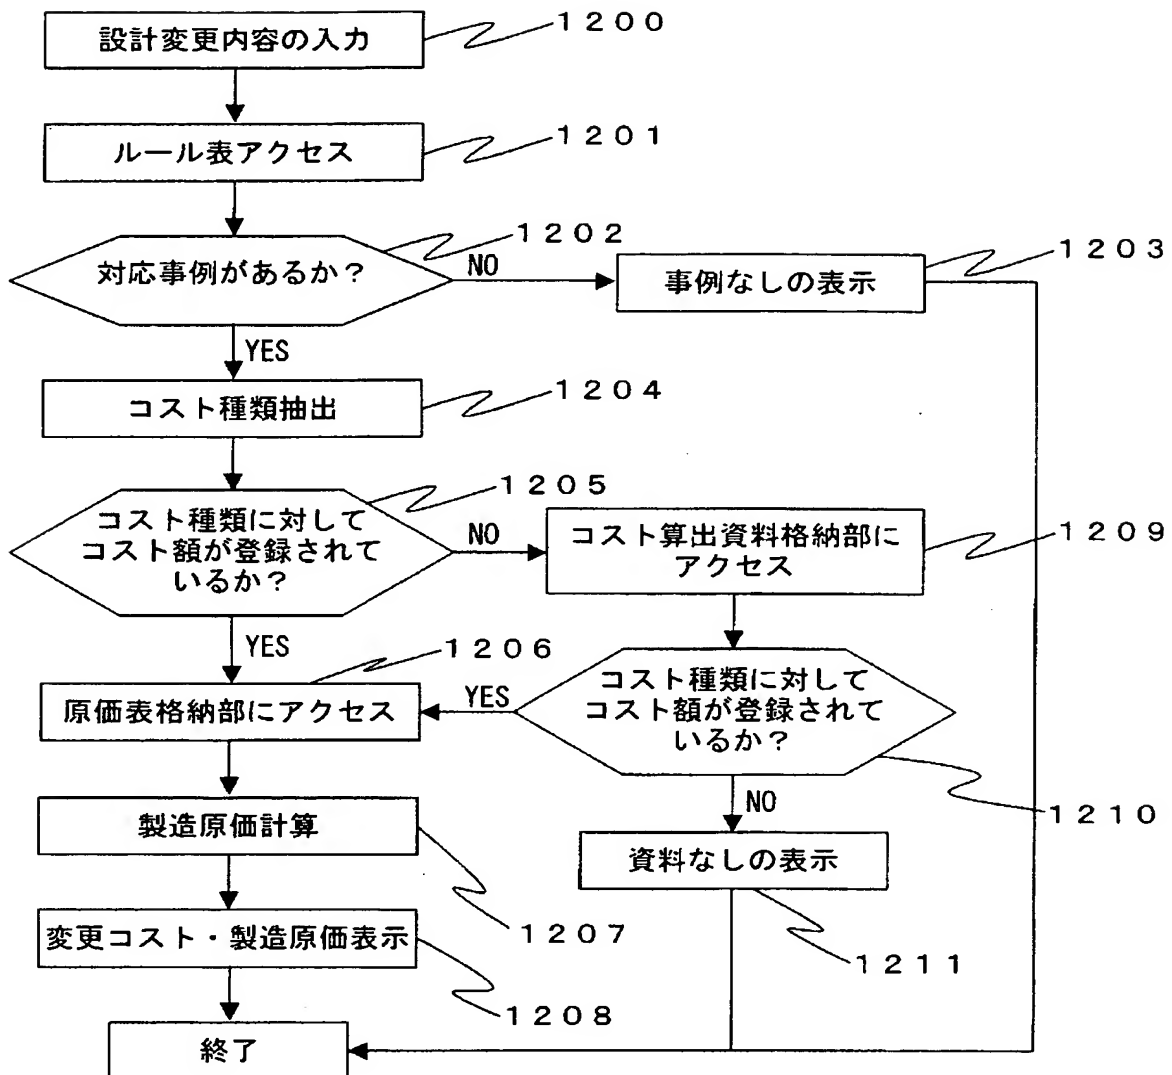 設計変更内容の入力
1200
ルール表アクセス
1201
対応事例があるか?
1202
NO
事例なしの表示
1203
YES
コスト種類抽出
1204
コスト種類に対して
コスト額が登録されて
いるか?
1205
NO
コスト算出資料格納部に
アクセス
1209
YES
原価表格納部にアクセス
1206
YES
コスト種類に対して
コスト額が登録されて
いるか?
1210
NO
製造原価計算
1207
資料なしの表示
1211
変更コスト・製造原価表示
1208
終了